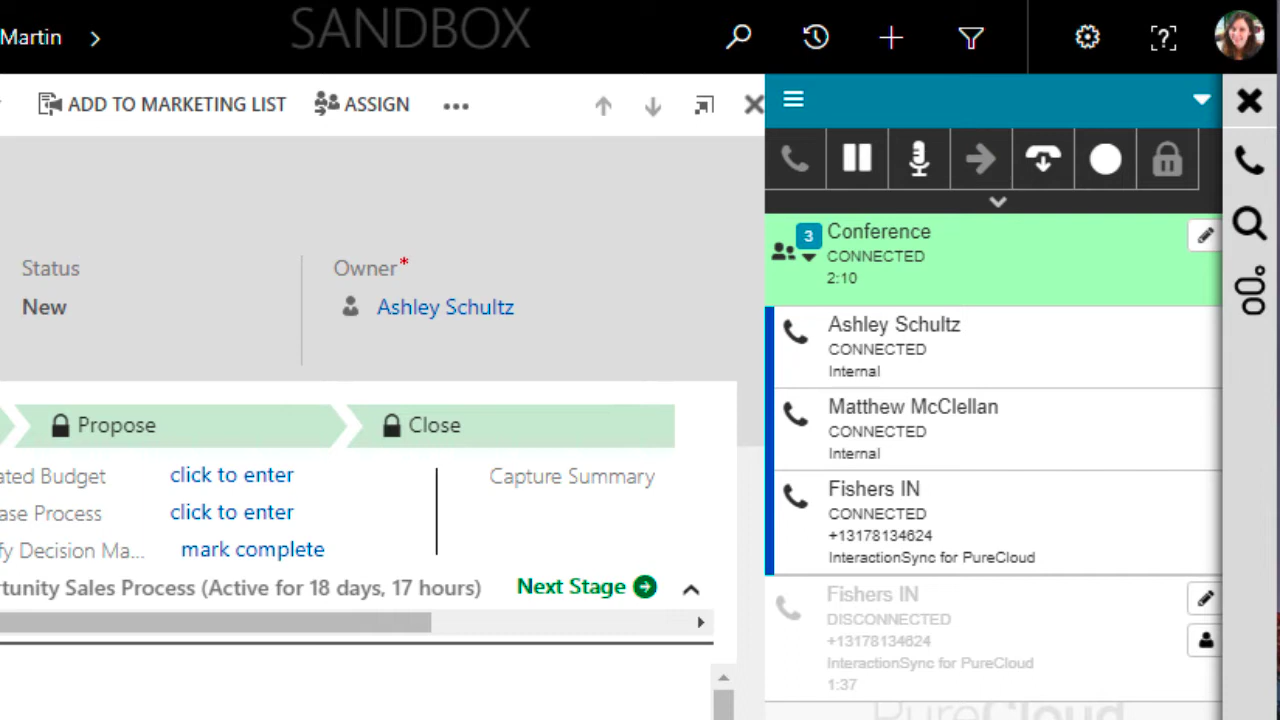 Martin
SANDBOX
ADD TO MARKETING LIST
ASSIGN
Status
New
Owner*
Ashley Schultz
Propose
Close
ated Budget
click to enter
Capture Summary
ase Process
click to enter
fy Decision Ma...
mark complete
rtunity Sales Process (Active for 18 days, 17 hours)
Next Stage
3
Conference
CONNECTED
2:10
Ashley Schultz
CONNECTED
Internal
Matthew McClellan
CONNECTED
Internal
Fishers IN
CONNECTED
+13178134624
InteractionSync for PureCloud
Fishers IN
DISCONNECTED
+13178134624
InteractionSync for PureCloud
1:37
PureCloud